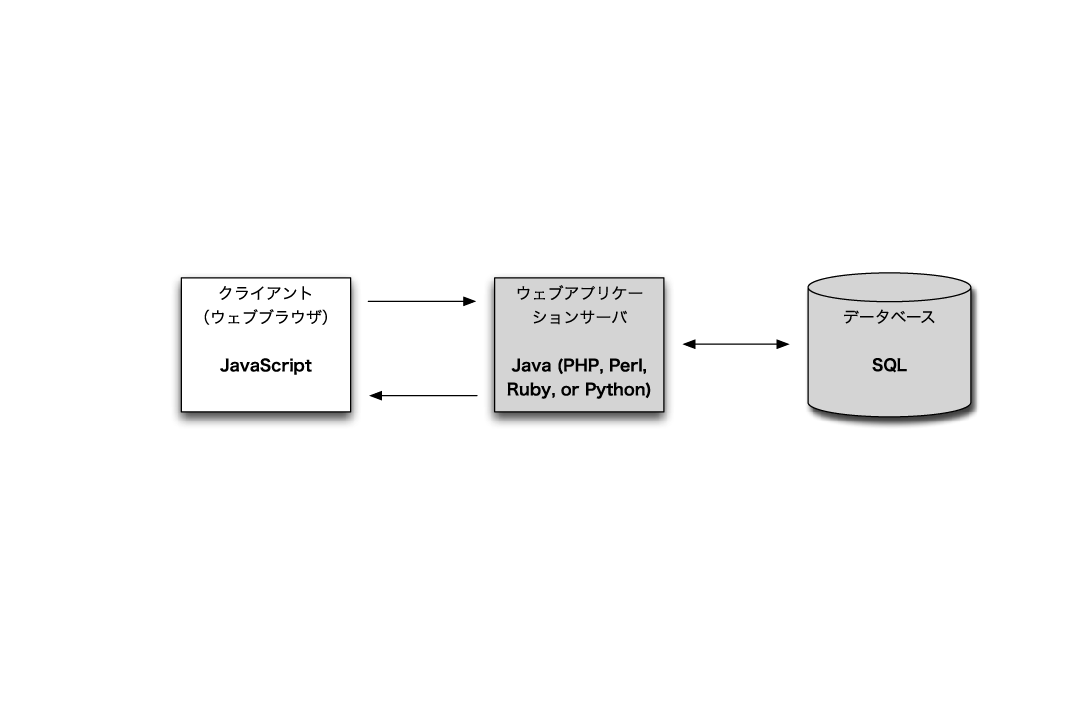 クライアント
（ウェブブラウザ）
JavaScript
ウェブアプリケー
ションサーバ
Java (PHP, Perl,
Ruby, or Python)
データベース
SQL